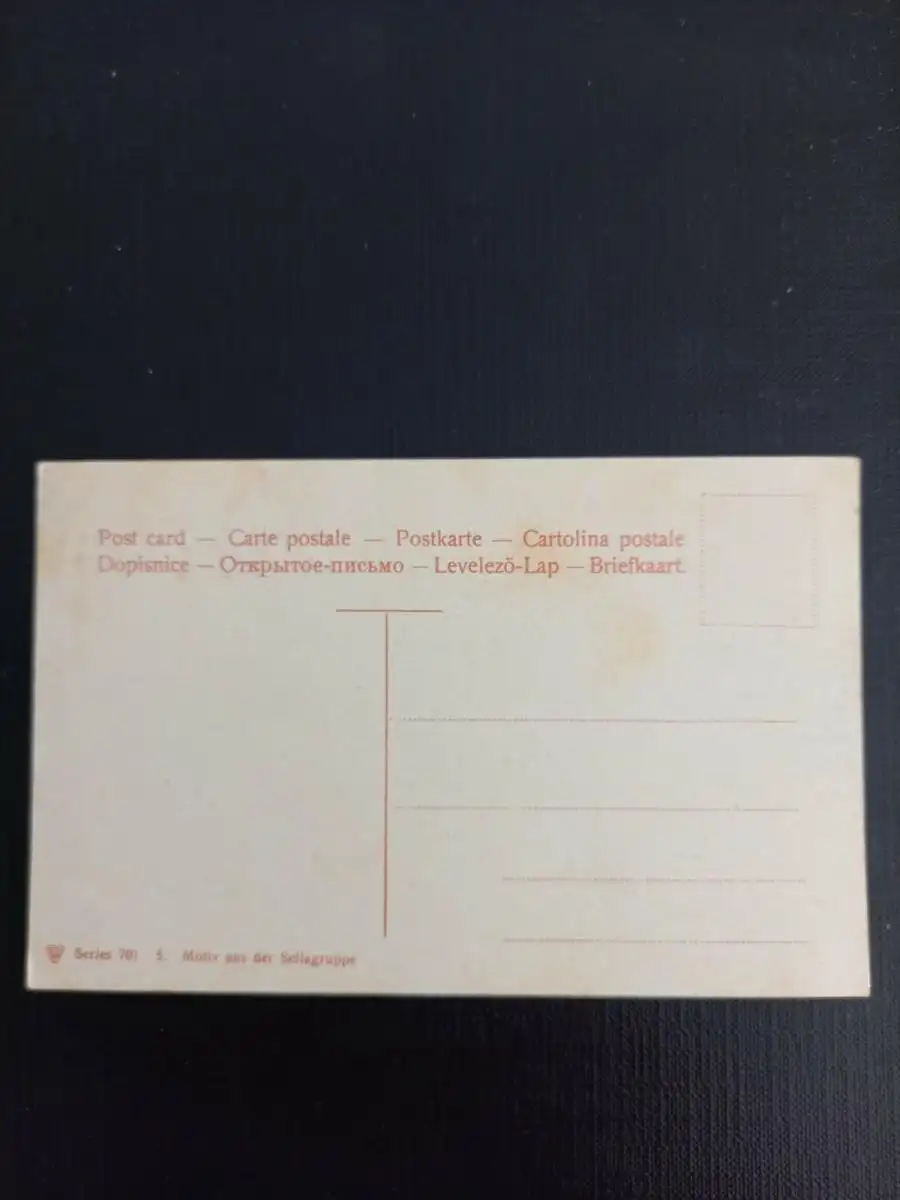 Post card — Carte postale — Postkarte — Cartolina postale
Dopisnice — Открытое-письмо — Levelező-Lap — Briefkaart.
Series 701 5. Motiv aus der Sellagruppe